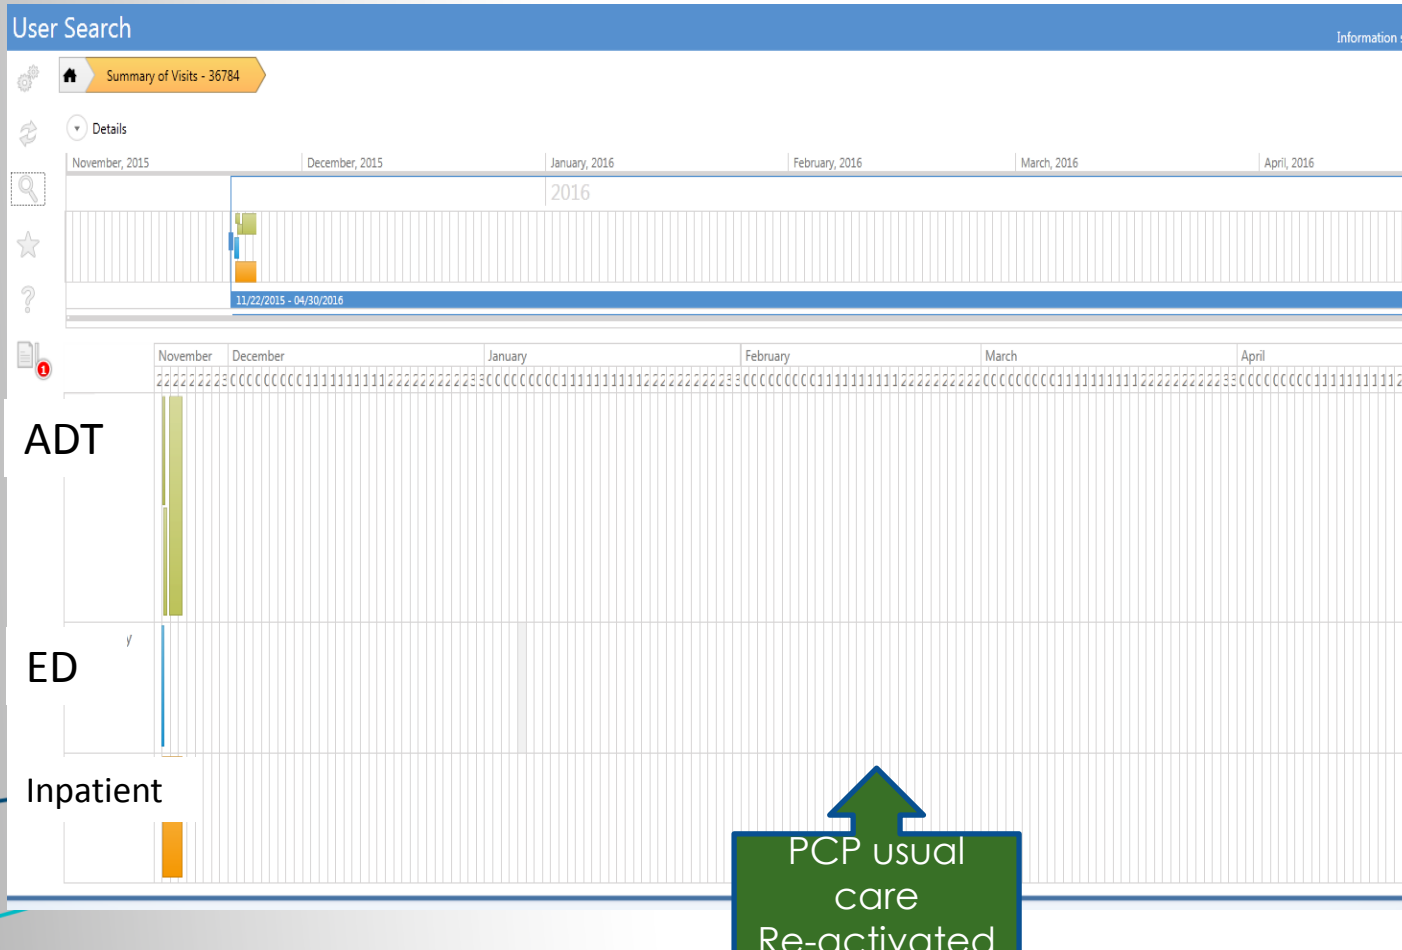 User Search
Information
Summary of Visits - 36784
Details
November, 2015 December, 2015 January, 2016 February, 2016 March, 2016 April, 2016
2016
11/22/2015 - 04/30/2016
1
November December January February March April
ADT
y
ED
Inpatient
PCP usual
care
Re-activated